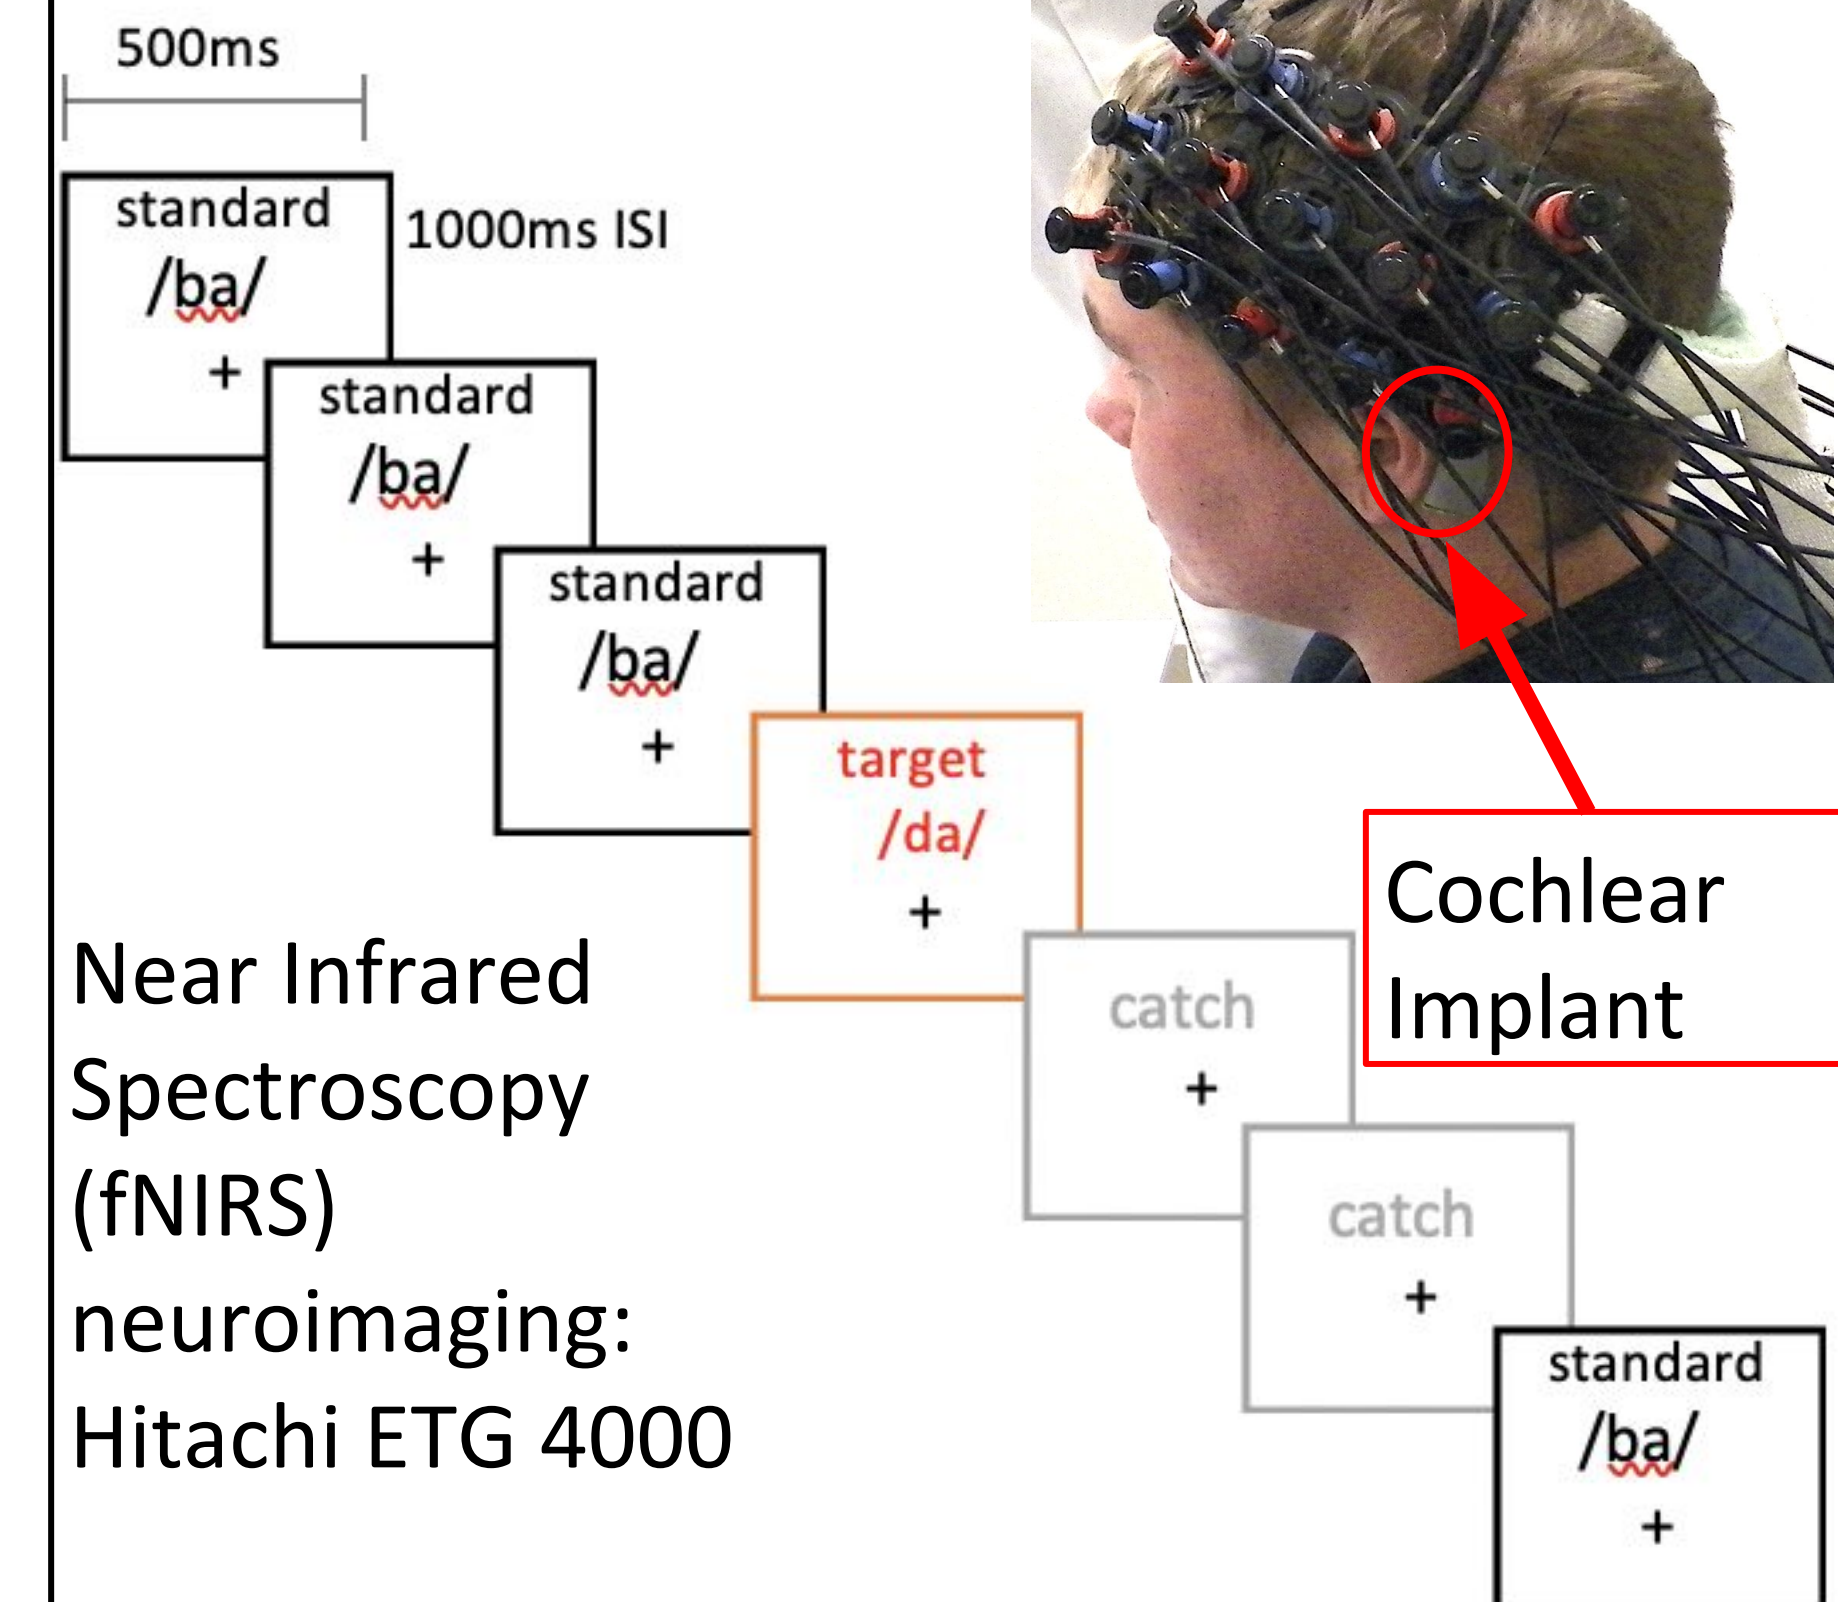 500ms
standard
/ba/
+
1000ms ISI
standard
/ba/
+
standard
/ba/
+
target
/da/
+
catch
+
catch
+
standard
/ba/
+
Cochlear
Implant
Near Infrared
Spectroscopy
(fNIRS)
neuroimaging:
Hitachi ETG 4000